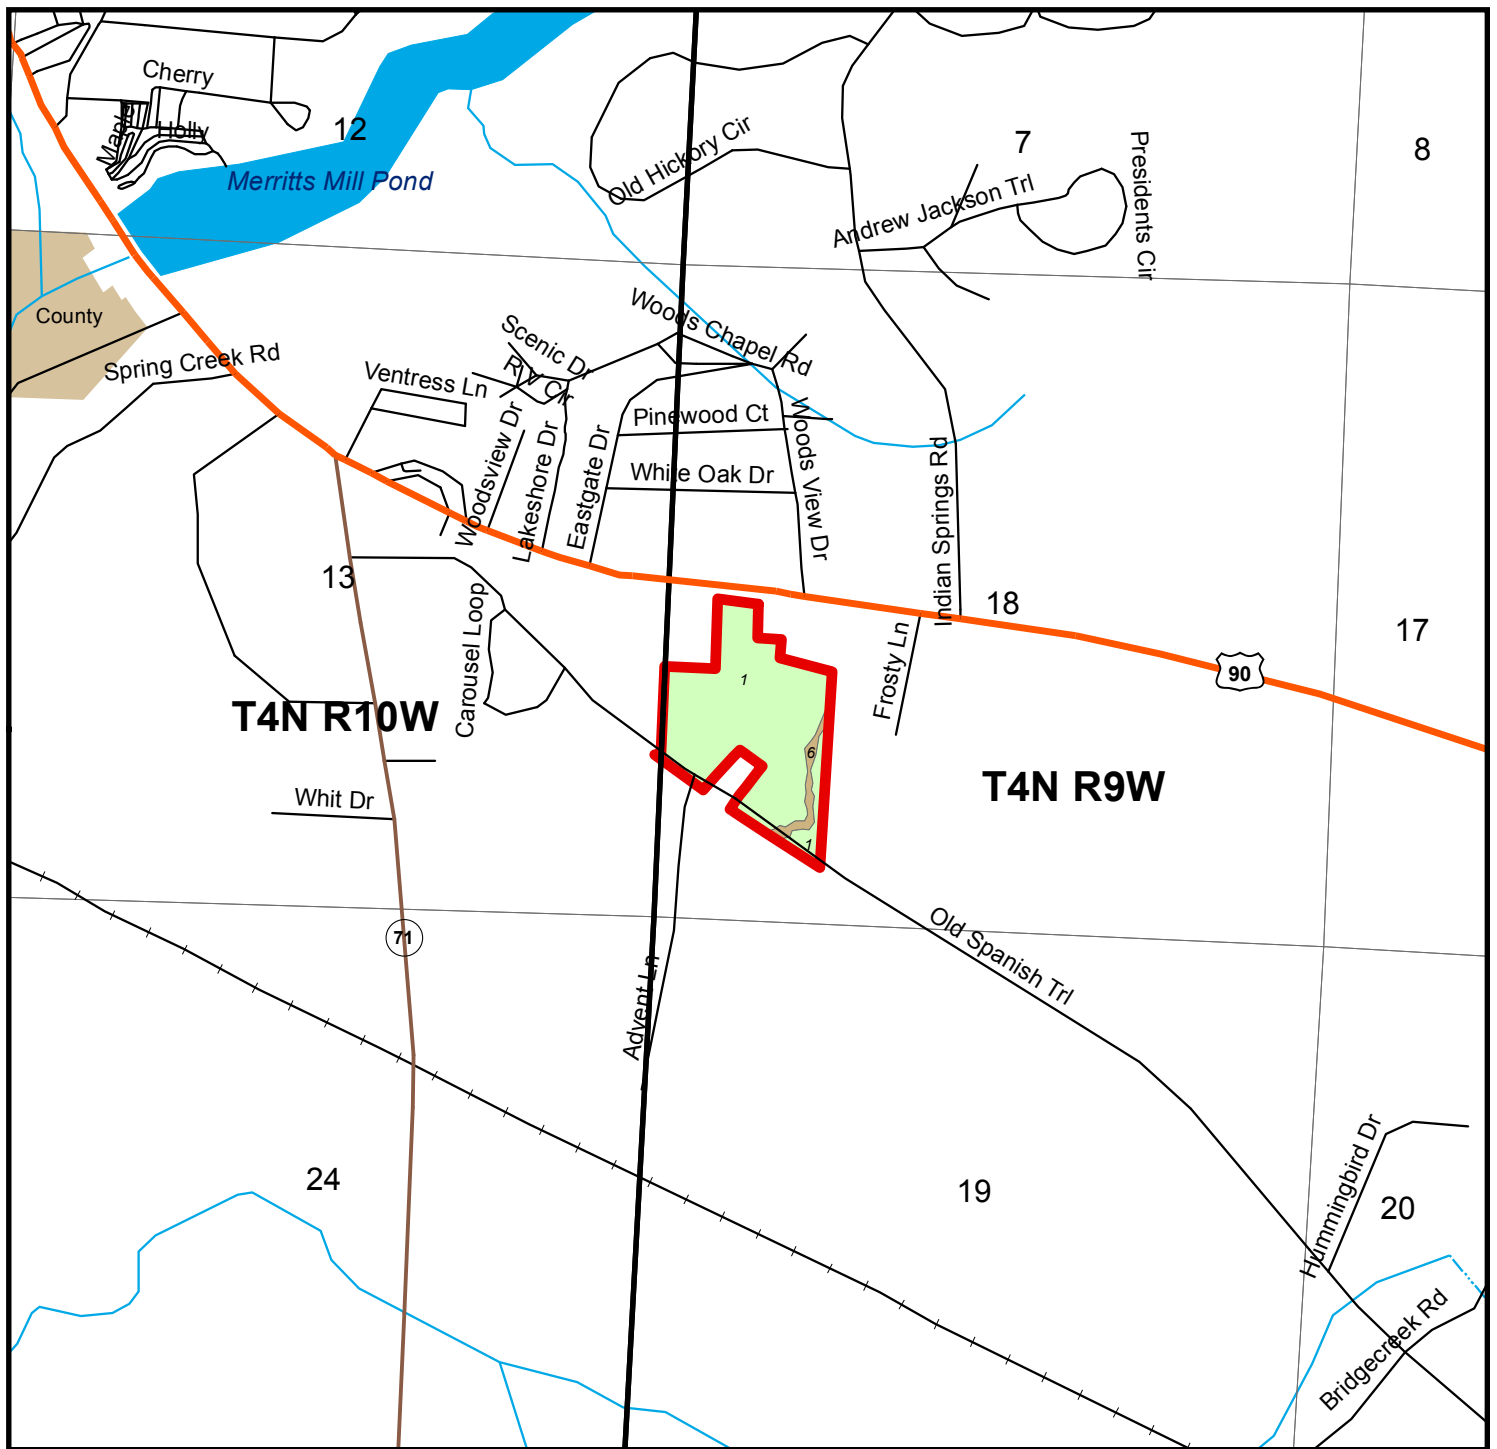 Cherry
Maple
Holly
12
Merritts Mill Pond
Old Hickory Cir
7
Andrew Jackson Trl
Presidents Cir
8
County
Spring Creek Rd
Woods Chapel Rd
Scenic Dr
R V Cir
Ventress Ln
Woodsview Dr
Lakeshore Dr
Eastgate Dr
Pinewood Ct
White Oak Dr
Woods View Dr
Indian Springs Rd
13
Carousel Loop
18
17
Frosty Ln
90
1
6
1
T4N R10W
T4N R9W
Whit Dr
71
Advent Ln
Old Spanish Trl
24
19
Hummingbird Dr
20
Bridgecreek Rd